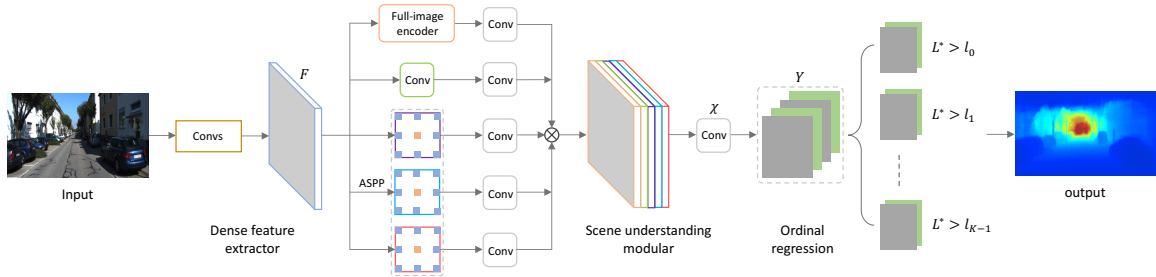 Input
Convs
F
Dense feature
extractor
Full-image
encoder
Conv
Conv
Conv
Conv
ASPP
Conv
Conv
⊗
Scene understanding
modular
χ
Conv
Y
Ordinal
regression
L* > l₀
L* > l₁
L* > l_{K−1}
output